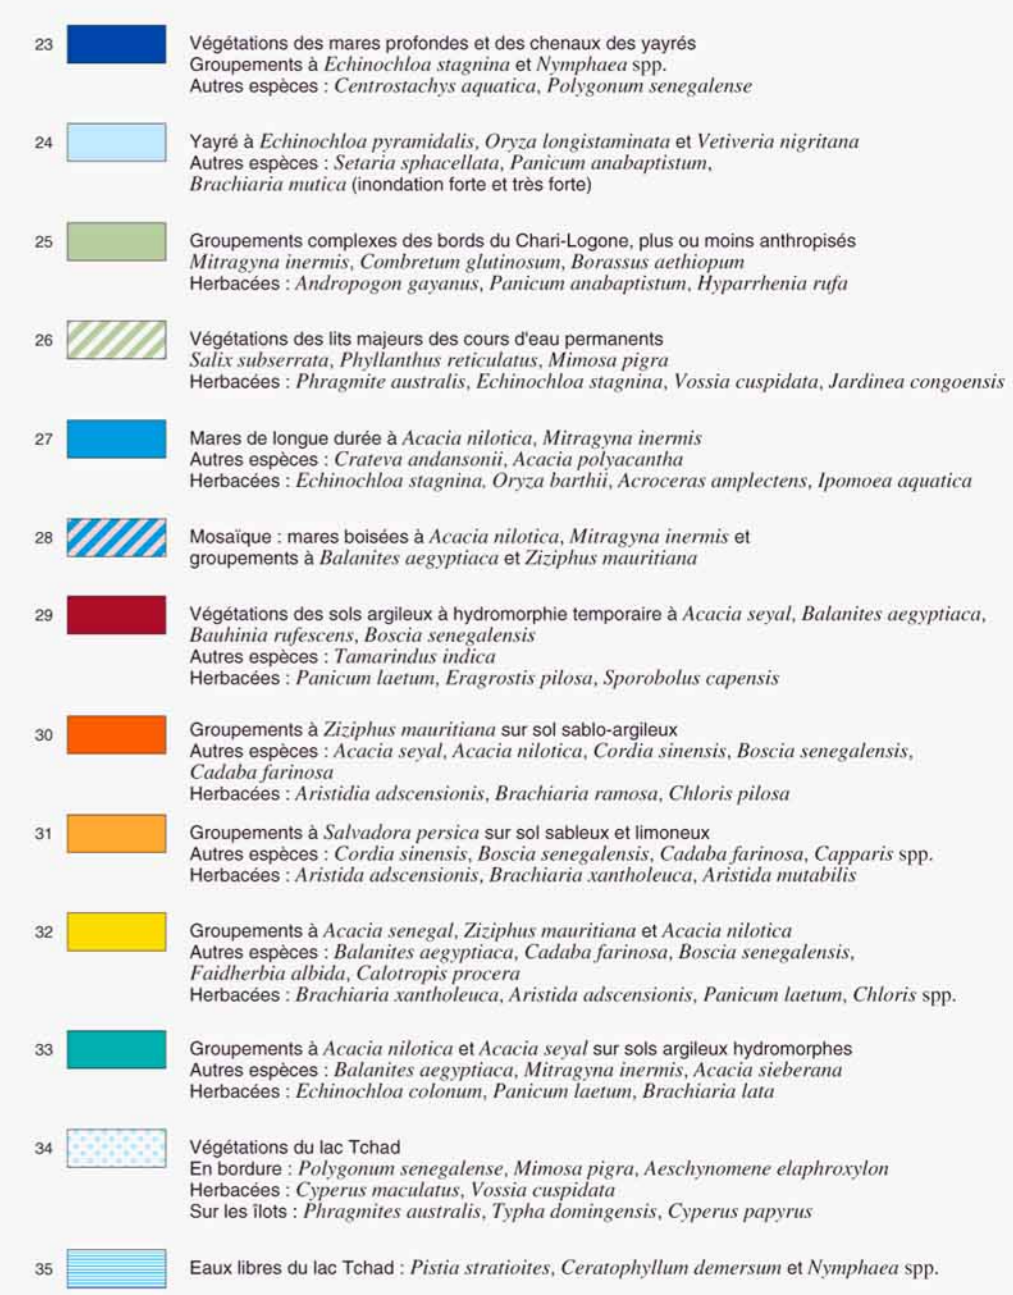 23 Végétations des mares profondes et des chenaux des yayrés
Groupements à Echinochloa stagnina et Nymphaea spp.
Autres espèces : Centrostachys aquatica, Polygonum senegalense
24 Yayré à Echinochloa pyramidalis, Oryza longistaminata et Vetiveria nigritana
Autres espèces : Setaria sphacellata, Panicum anabaptistum,
Brachiaria mutica (inondation forte et très forte)
25 Groupements complexes des bords du Chari-Logone, plus ou moins anthropisés
Mitragyna inermis, Combretum glutinosum, Borassus aethiopum
Herbacées : Andropogon gayanus, Panicum anabaptistum, Hyparrhenia rufa
26 Végétations des lits majeurs des cours d'eau permanents
Salix subserrata, Phyllanthus reticulatus, Mimosa pigra
Herbacées : Phragmite australis, Echinochloa stagnina, Vossia cuspidata, Jardinea congoensis
27 Mares de longue durée à Acacia nilotica, Mitragyna inermis
Autres espèces : Crateva andansonii, Acacia polyacantha
Herbacées : Echinochloa stagnina, Oryza barthii, Acroceras amplectens, Ipomoea aquatica
28 Mosaïque : mares boisées à Acacia nilotica, Mitragyna inermis et
groupements à Balanites aegyptiaca et Ziziphus mauritiana
29 Végétations des sols argileux à hydromorphie temporaire à Acacia seyal, Balanites aegyptiaca,
Bauhinia rufescens, Boscia senegalensis
Autres espèces : Tamarindus indica
Herbacées : Panicum laetum, Eragrostis pilosa, Sporobolus capensis
30 Groupements à Ziziphus mauritiana sur sol sablo-argileux
Autres espèces : Acacia seyal, Acacia nilotica, Cordia sinensis, Boscia senegalensis,
Cadaba farinosa
Herbacées : Aristidia adscensionis, Brachiaria ramosa, Chloris pilosa
31 Groupements à Salvadora persica sur sol sableux et limoneux
Autres espèces : Cordia sinensis, Boscia senegalensis, Cadaba farinosa, Capparis spp.
Herbacées : Aristida adscensionis, Brachiaria xantholeuca, Aristida mutabilis
32 Groupements à Acacia senegal, Ziziphus mauritiana et Acacia nilotica
Autres espèces : Balanites aegyptiaca, Cadaba farinosa, Boscia senegalensis,
Faidherbia albida, Calotropis procera
Herbacées : Brachiaria xantholeuca, Aristida adscensionis, Panicum laetum, Chloris spp.
33 Groupements à Acacia nilotica et Acacia seyal sur sols argileux hydromorphes
Autres espèces : Balanites aegyptiaca, Mitragyna inermis, Acacia sieberana
Herbacées : Echinochloa colonum, Panicum laetum, Brachiaria lata
34 Végétations du lac Tchad
En bordure : Polygonum senegalense, Mimosa pigra, Aeschynomene elaphroxylon
Herbacées : Cyperus maculatus, Vossia cuspidata
Sur les îlots : Phragmites australis, Typha domingensis, Cyperus papyrus
35 Eaux libres du lac Tchad : Pistia stratioites, Ceratophyllum demersum et Nymphaea spp.